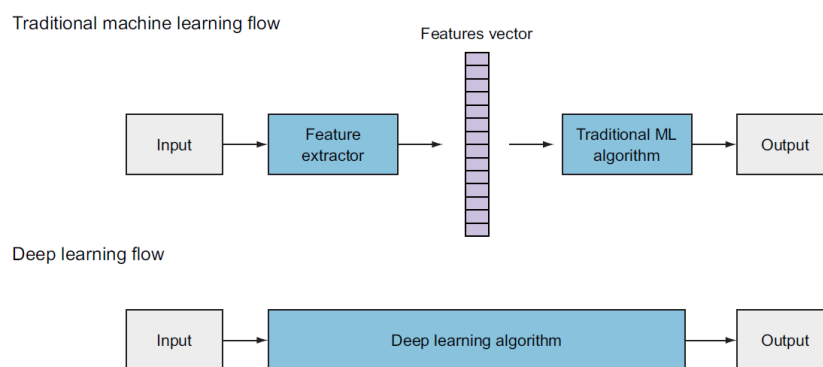 Traditional machine learning flow
Features vector
Input
Feature
extractor
Traditional ML
algorithm
Output
Deep learning flow
Input
Deep learning algorithm
Output